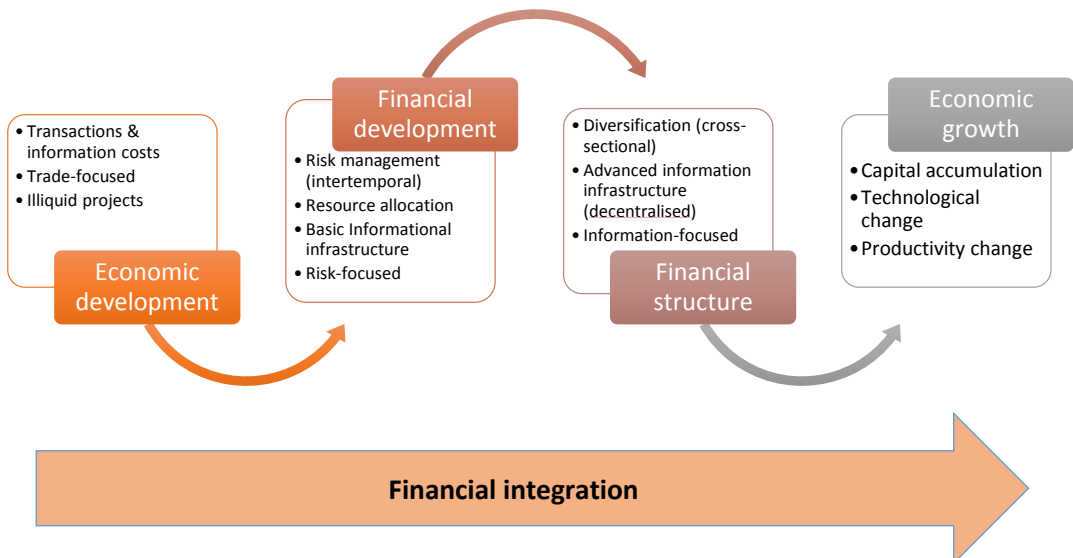 • Transactions &
information costs
• Trade-focused
• Illiquid projects
Economic
development
Financial
development
• Risk management
(intertemporal)
• Resource allocation
• Basic Informational
infrastructure
• Risk-focused
• Diversification (cross-
sectional)
• Advanced information
infrastructure
(decentralised)
• Information-focused
Financial
structure
Economic
growth
• Capital accumulation
• Technological
change
• Productivity change
Financial integration